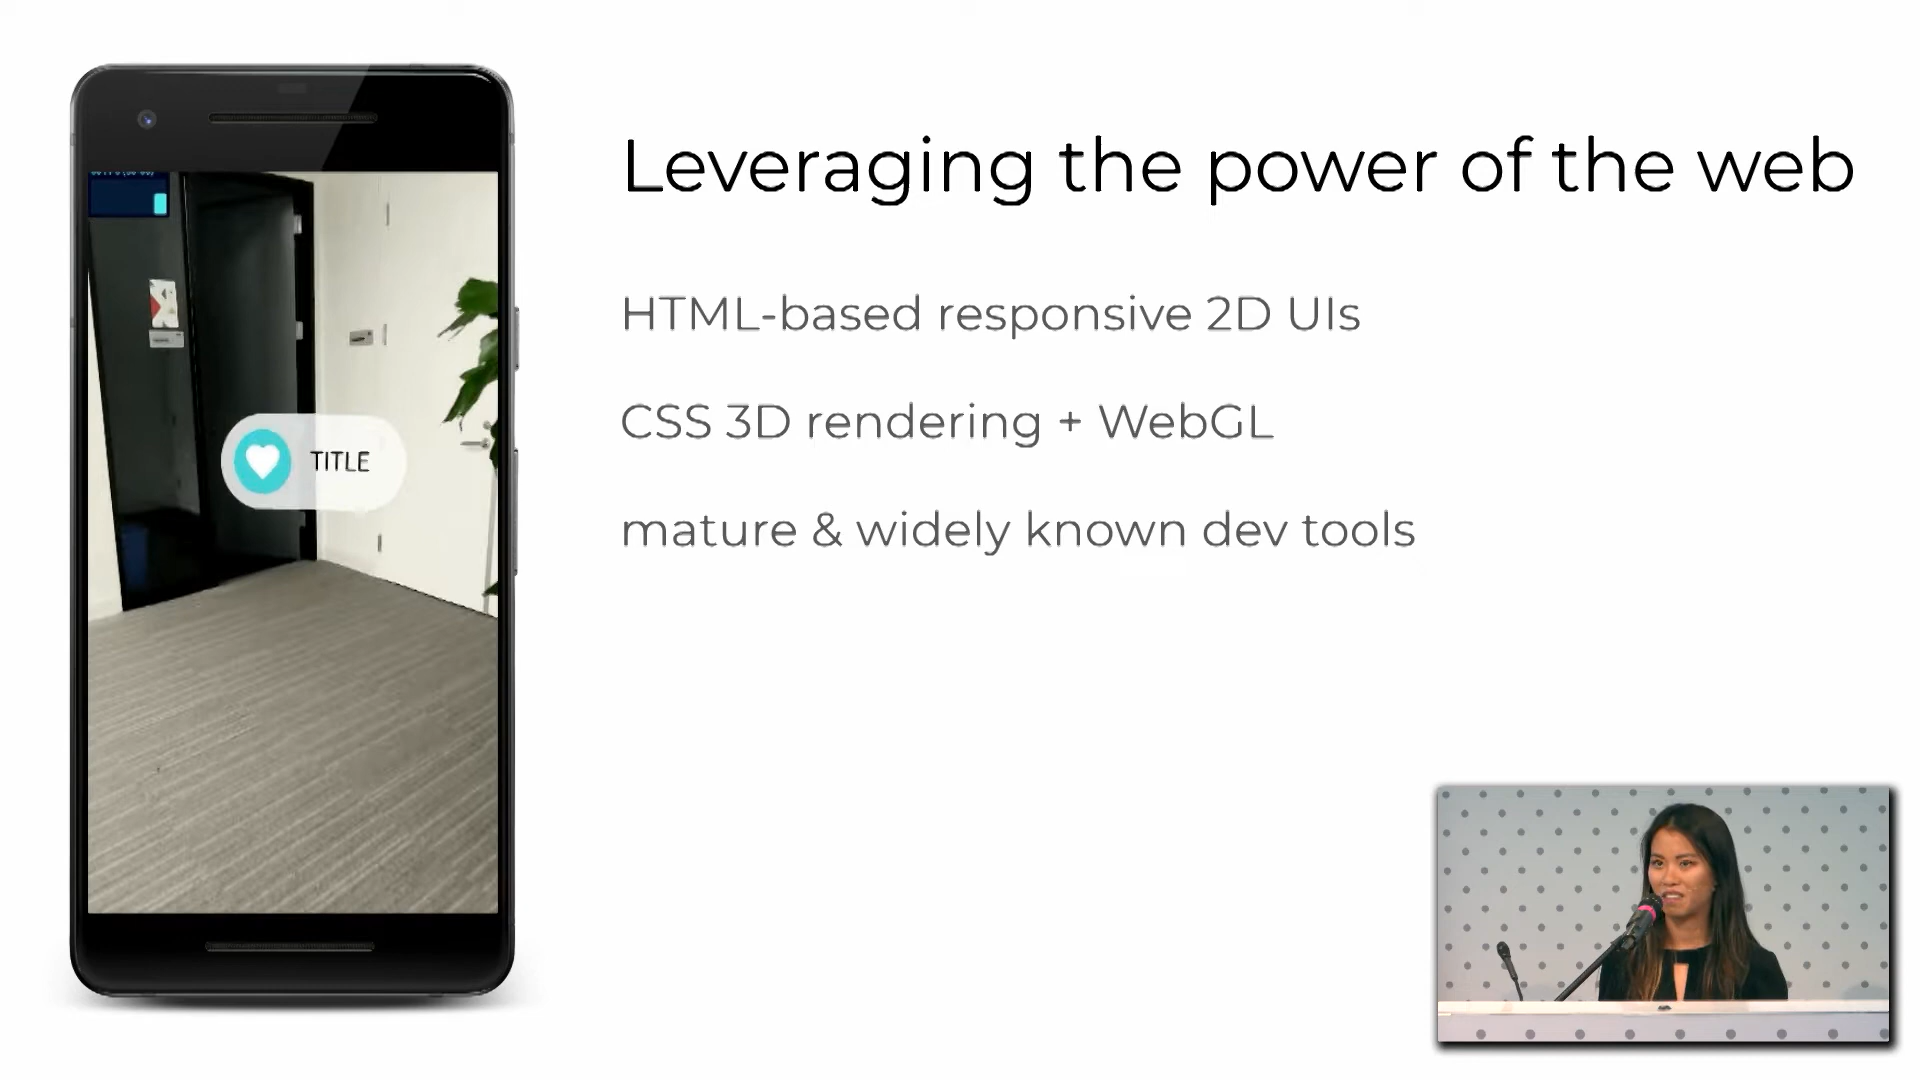 Leveraging the power of the web
HTML-based responsive 2D UIs
CSS 3D rendering + WebGL
mature & widely known dev tools
TITLE